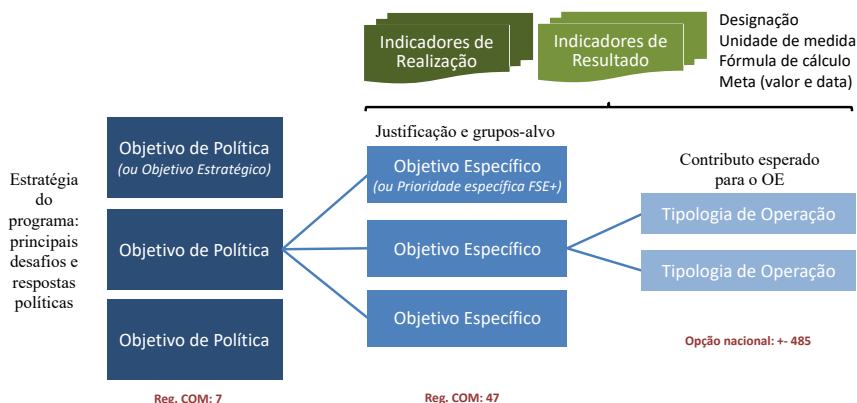 Indicadores de
Realização
Indicadores de
Resultado
Designação
Unidade de medida
Fórmula de cálculo
Meta (valor e data)
Estratégia
do
programa:
principais
desafios e
respostas
políticas
Objetivo de Política
(ou Objetivo Estratégico)
Objetivo de Política
Objetivo de Política
Reg. COM: 7
Justificação e grupos-alvo
Objetivo Específico
(ou Prioridade específica FSE+)
Objetivo Específico
Objetivo Específico
Reg. COM: 47
Contributo esperado
para o OE
Tipologia de Operação
Tipologia de Operação
Opção nacional: +- 485